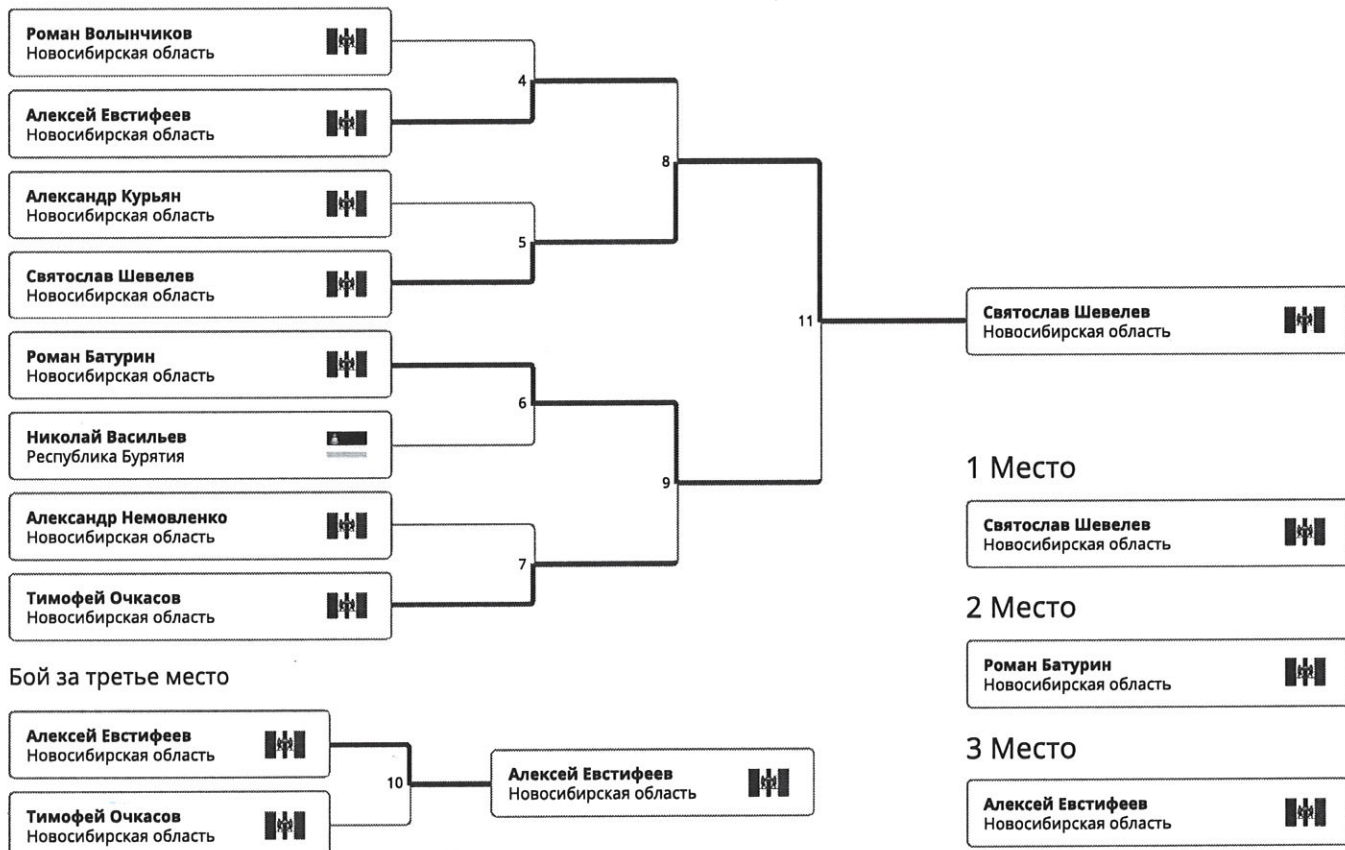 Роман Волынчиков
Новосибирская область
4
Алексей Евстифеев
Новосибирская область
8
Александр Курьян
Новосибирская область
5
Святослав Шевелев
Новосибирская область
Святослав Шевелев
Новосибирская область
11
Роман Батурин
Новосибирская область
6
Николай Васильев
Республика Бурятия
9
Александр Немовленко
Новосибирская область
7
Тимофей Очкасов
Новосибирская область
1 Место
Святослав Шевелев
Новосибирская область
2 Место
Роман Батурин
Новосибирская область
3 Место
Алексей Евстифеев
Новосибирская область
Бой за третье место
Алексей Евстифеев
Новосибирская область
10
Тимофей Очкасов
Новосибирская область
Алексей Евстифеев
Новосибирская область